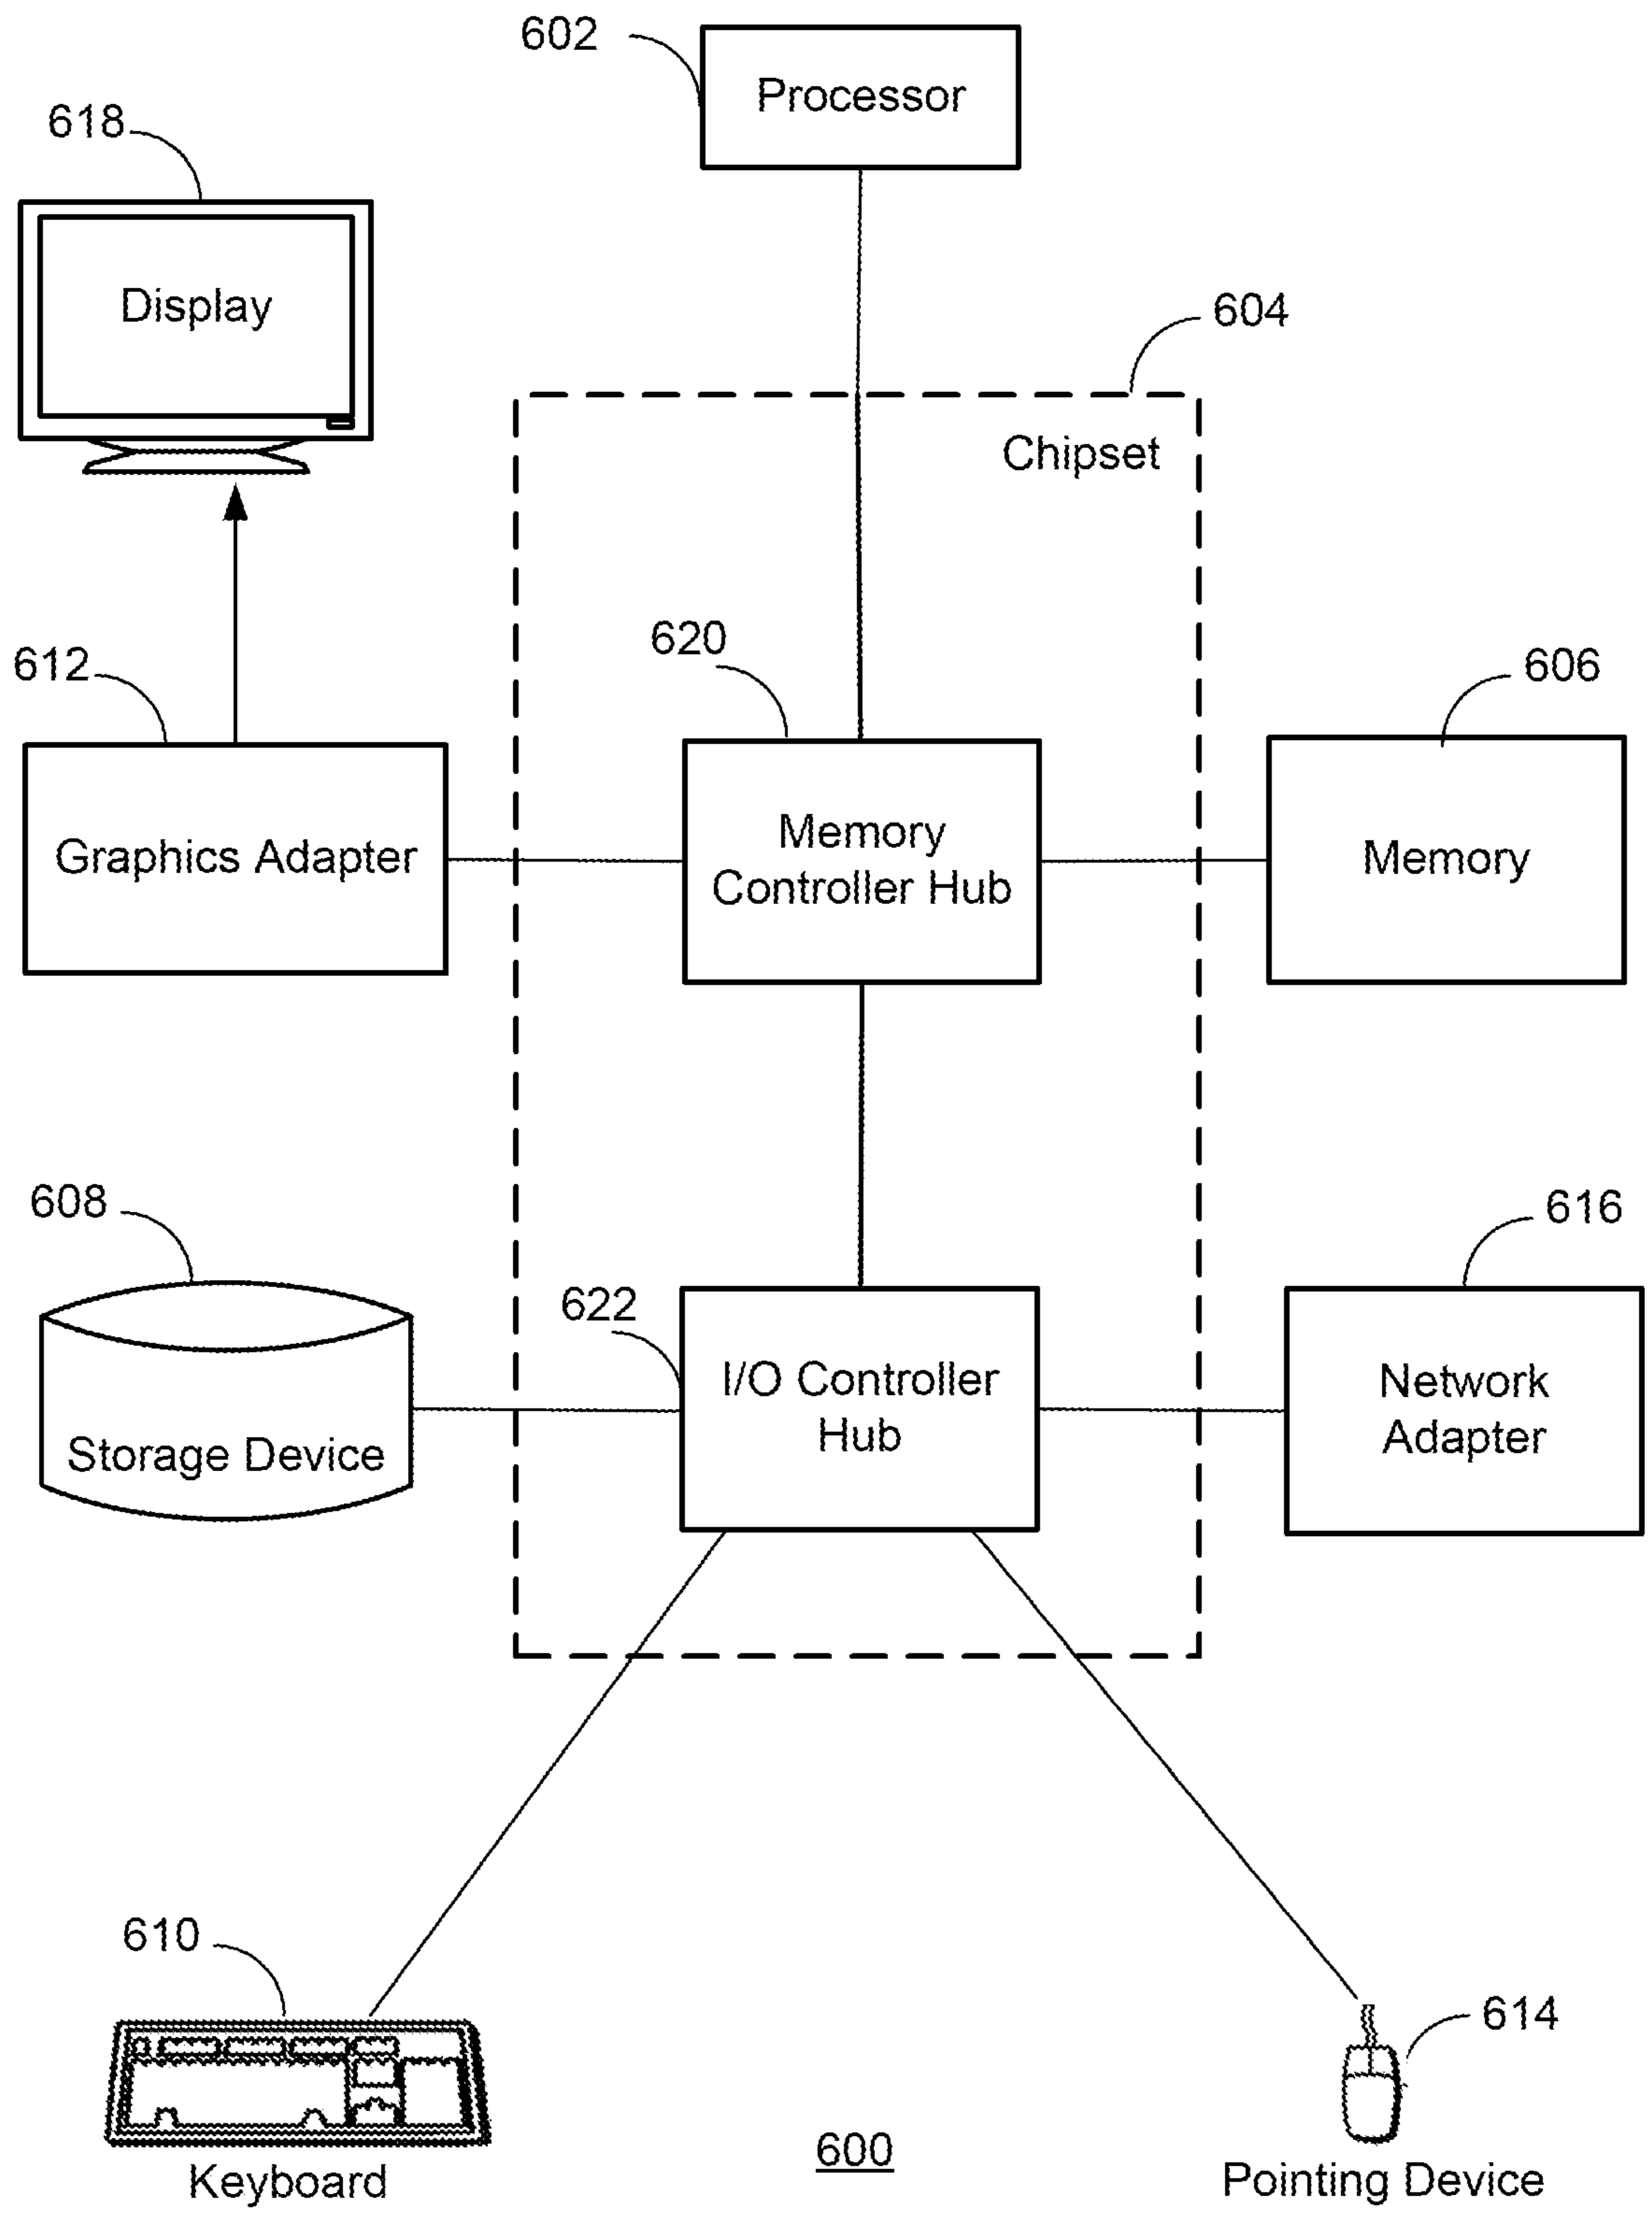 602
Processor
618
Display
604
Chipset
620
612
606
Graphics Adapter
Memory
Controller Hub
Memory
608
616
622
I/O Controller
Hub
Storage Device
Network
Adapter
610
614
Keyboard
600
Pointing Device